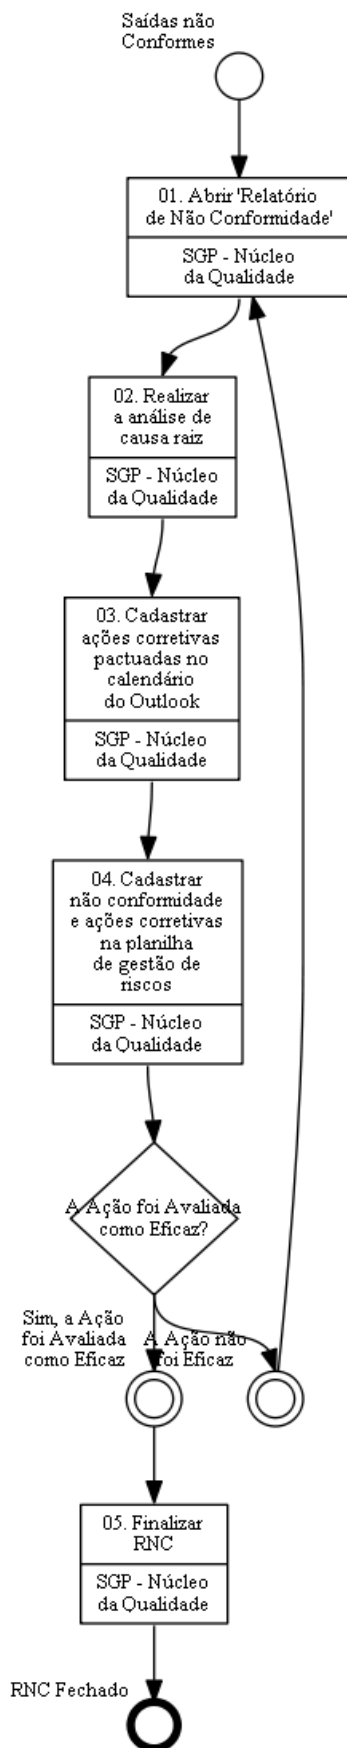 Saídas não
Conformes
01. Abrir 'Relatório
de Não Conformidade'
SGP - Núcleo
da Qualidade
02. Realizar
a análise de
causa raiz
SGP - Núcleo
da Qualidade
03. Cadastrar
ações corretivas
pactuadas no
calendário
do Outlook
SGP - Núcleo
da Qualidade
04. Cadastrar
não conformidade
e ações corretivas
na planilha
de gestão de
riscos
SGP - Núcleo
da Qualidade
A Ação foi Avaliada
como Eficaz?
Sim, a Ação
foi Avaliada
como Eficaz
A Ação não
foi Eficaz
05. Finalizar
RNC
SGP - Núcleo
da Qualidade
RNC Fechado